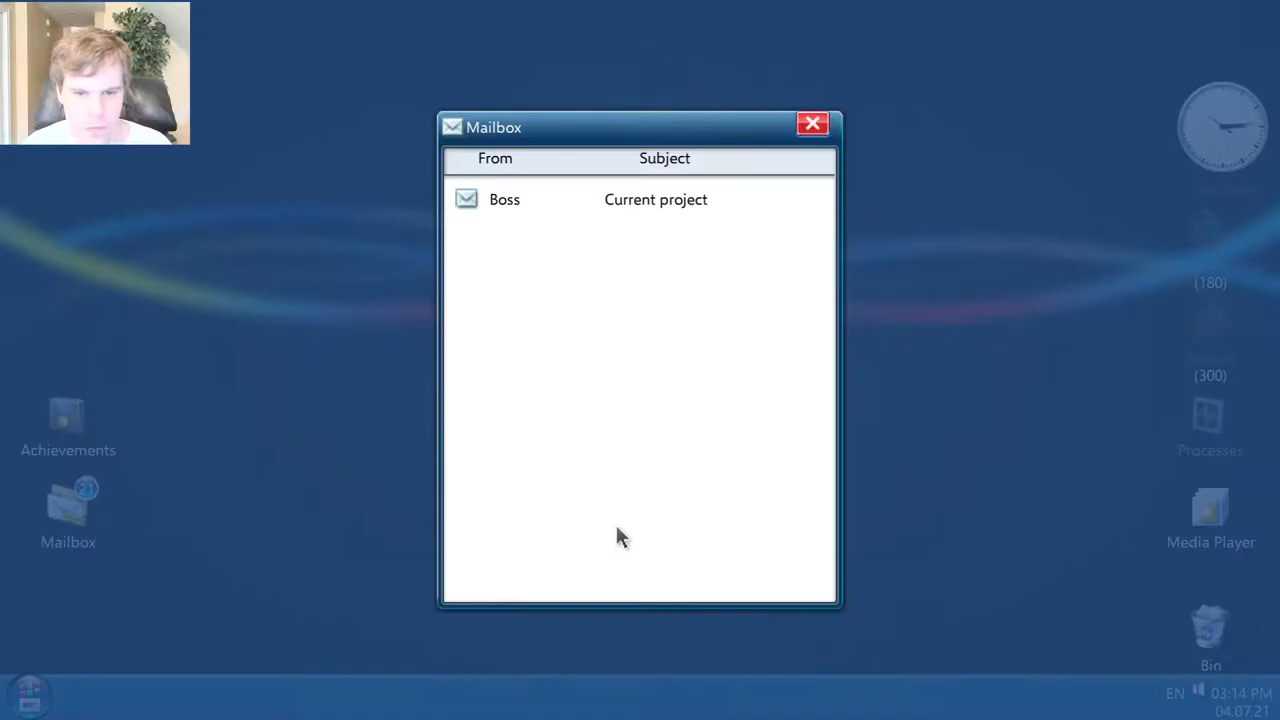 Mailbox
From Subject
Boss Current project
(180)
(300)
Achievements
Processes
21
Mailbox
Media Player
Bin
EN 03:14 PM
04.07.21